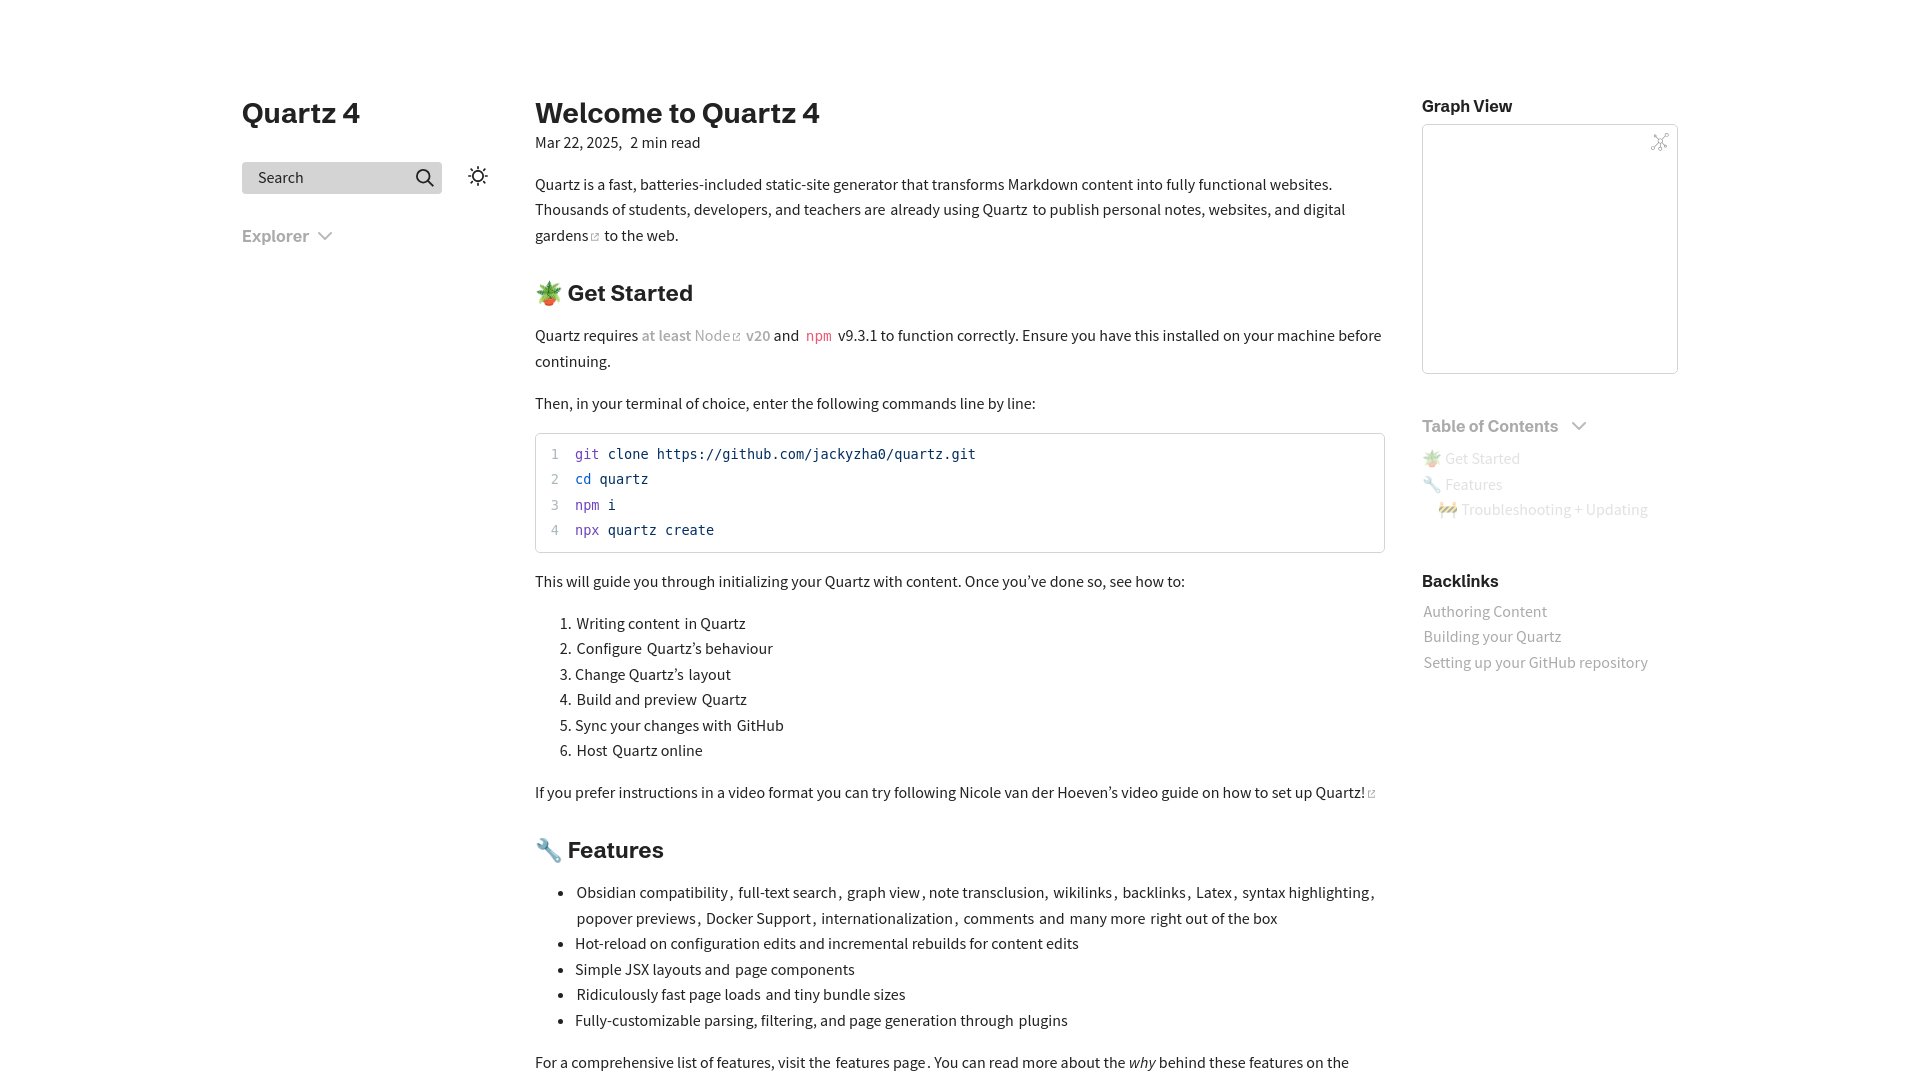 Quartz 4
Search
Explorer
Welcome to Quartz 4
Mar 22, 2025, 2 min read
Quartz is a fast, batteries-included static-site generator that transforms Markdown content into fully functional websites.
Thousands of students, developers, and teachers are already using Quartz to publish personal notes, websites, and digital
gardens to the web.
🪴 Get Started
Quartz requires at least Node v20 and npm v9.3.1 to function correctly. Ensure you have this installed on your machine before
continuing.
Then, in your terminal of choice, enter the following commands line by line:
1 git clone https://github.com/jackyzha0/quartz.git
2 cd quartz
3 npm i
4 npx quartz create
This will guide you through initializing your Quartz with content. Once you’ve done so, see how to:
1. Writing content in Quartz
2. Configure Quartz’s behaviour
3. Change Quartz’s layout
4. Build and preview Quartz
5. Sync your changes with GitHub
6. Host Quartz online
If you prefer instructions in a video format you can try following Nicole van der Hoeven’s video guide on how to set up Quartz!
🔧 Features
• Obsidian compatibility, full-text search, graph view, note transclusion, wikilinks, backlinks, Latex, syntax highlighting,
popover previews, Docker Support, internationalization, comments and many more right out of the box
• Hot-reload on configuration edits and incremental rebuilds for content edits
• Simple JSX layouts and page components
• Ridiculously fast page loads and tiny bundle sizes
• Fully-customizable parsing, filtering, and page generation through plugins
For a comprehensive list of features, visit the features page. You can read more about the why behind these features on the
Graph View
Table of Contents
🪴 Get Started
🔧 Features
🚧 Troubleshooting + Updating
Backlinks
Authoring Content
Building your Quartz
Setting up your GitHub repository